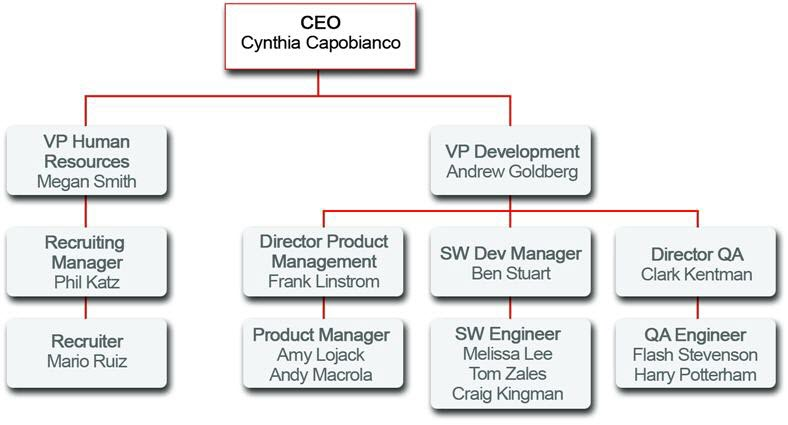 CEO
Cynthia Capobianco
VP Human
Resources
Megan Smith
VP Development
Andrew Goldberg
Recruiting
Manager
Phil Katz
Director Product
Management
Frank Linstrom
SW Dev Manager
Ben Stuart
Director QA
Clark Kentman
Recruiter
Mario Ruiz
Product Manager
Amy Lojack
Andy Macrola
SW Engineer
Melissa Lee
Tom Zales
Craig Kingman
QA Engineer
Flash Stevenson
Harry Potterham